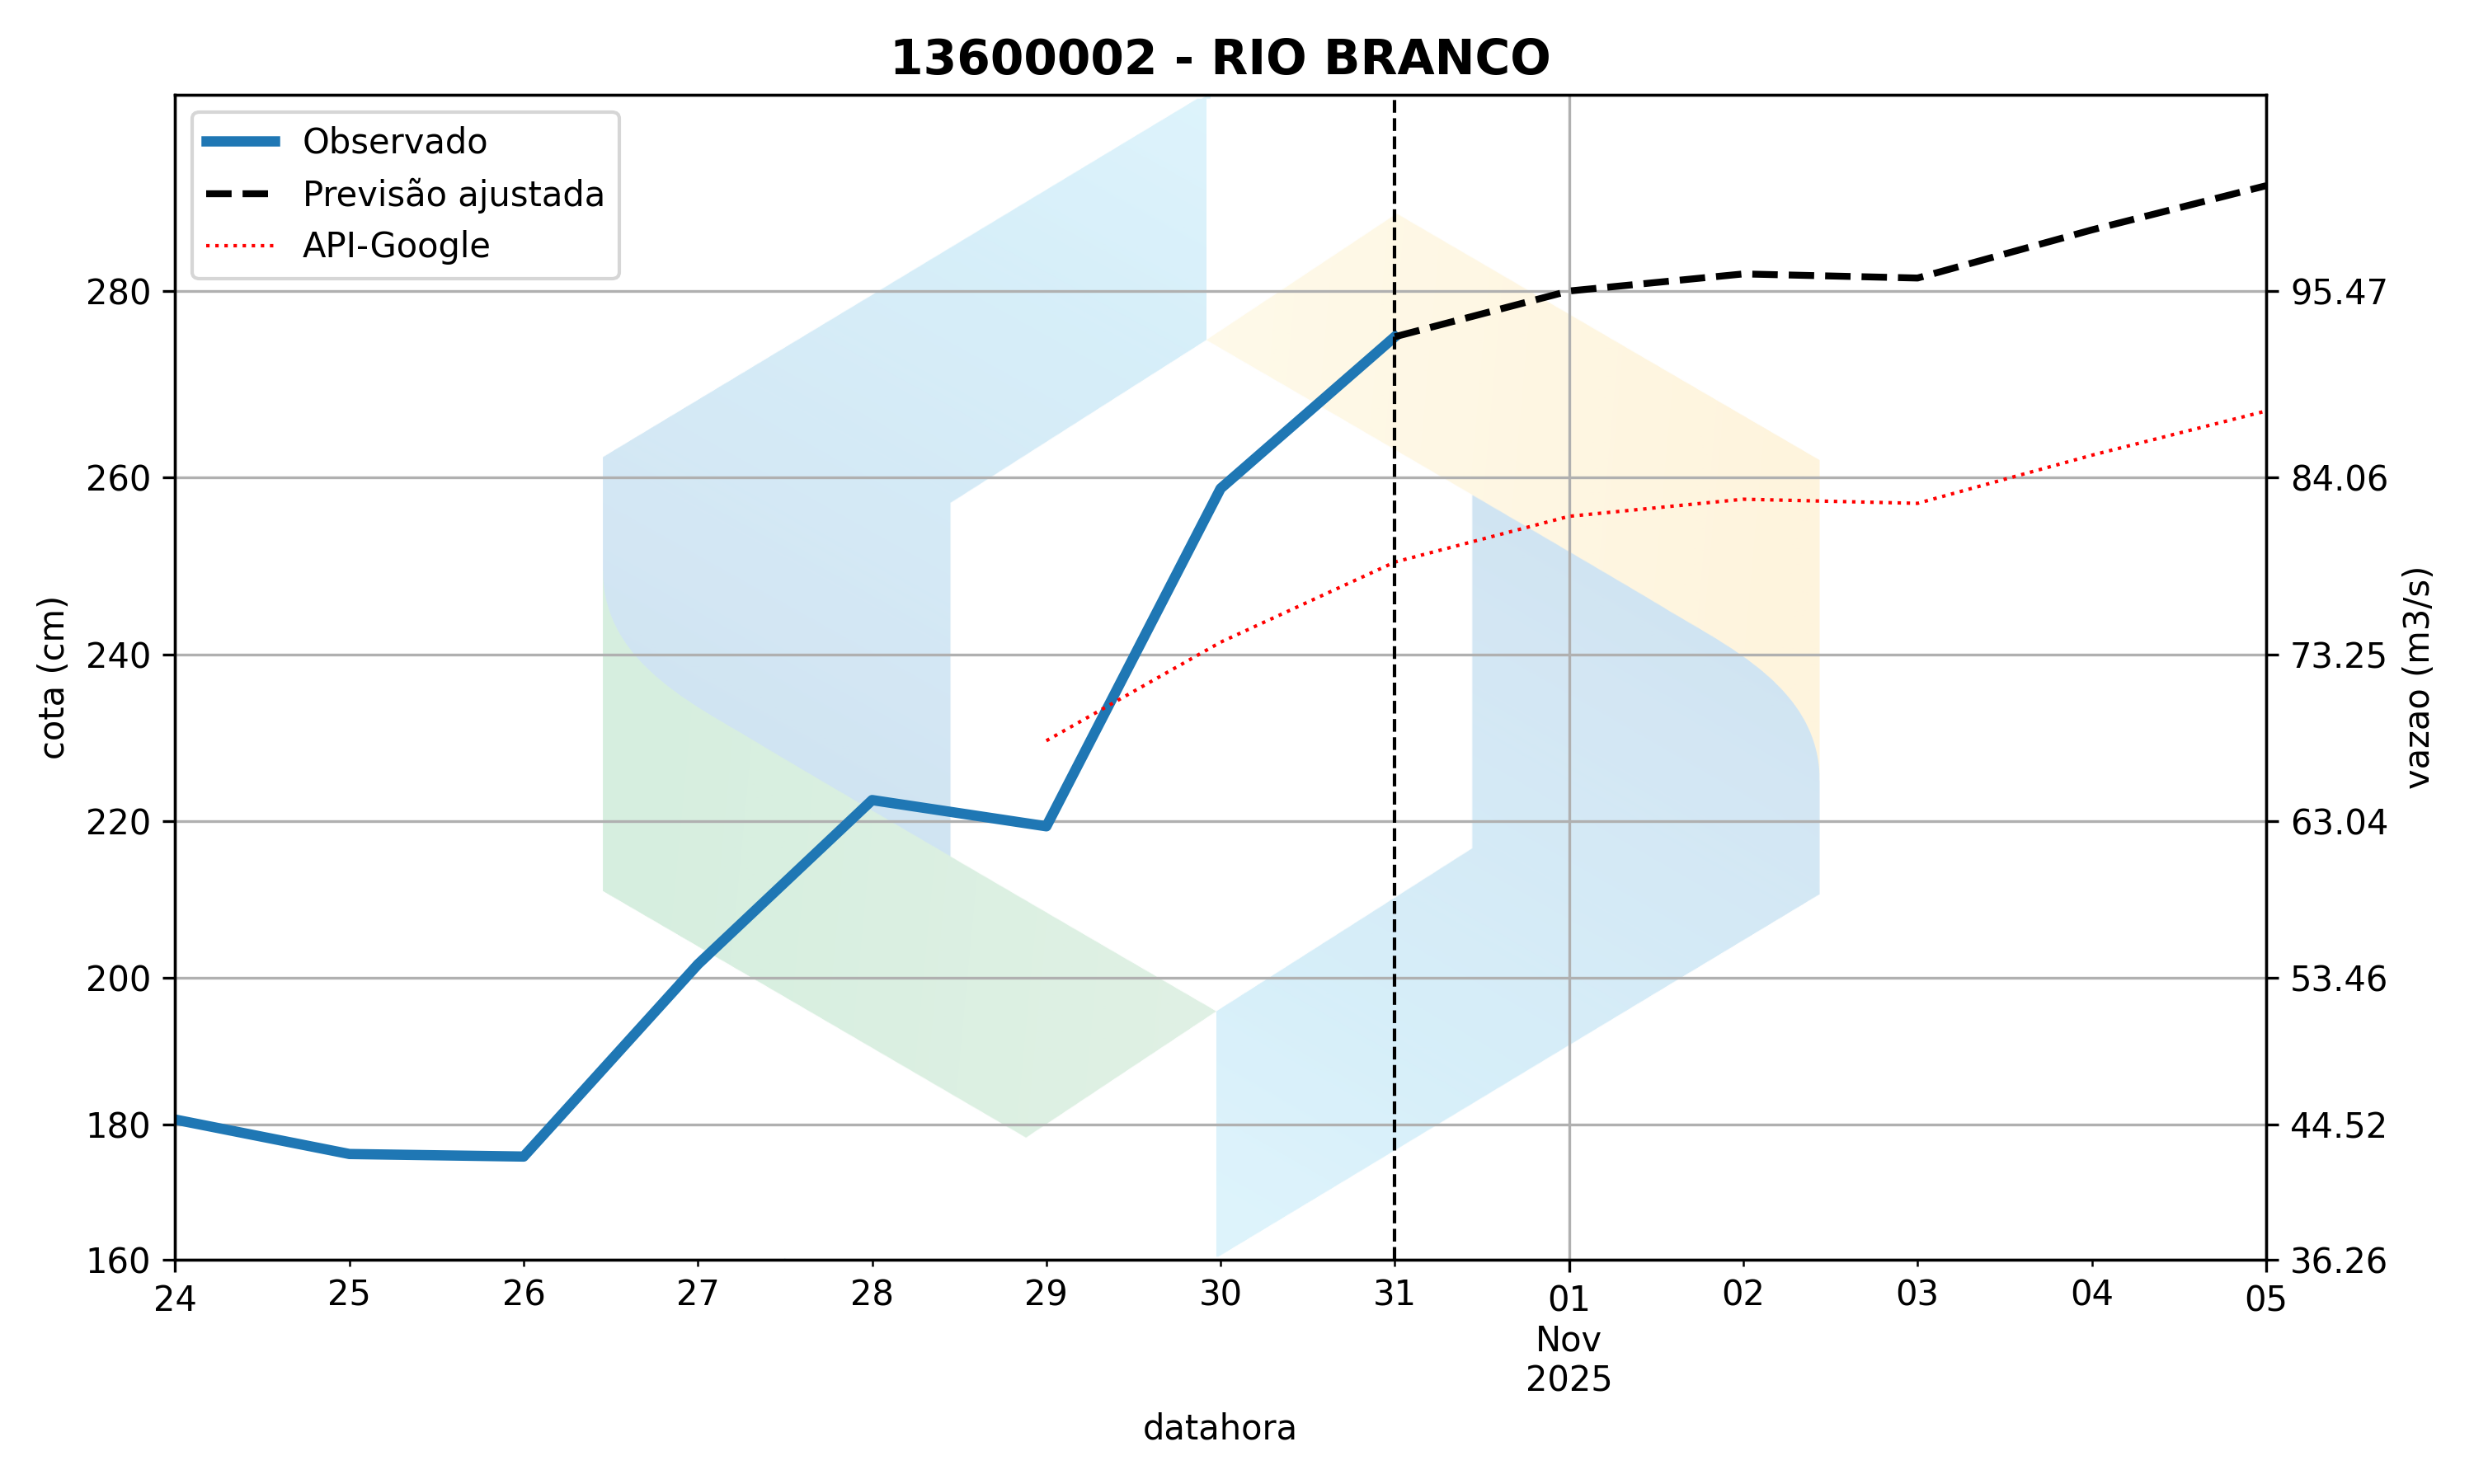 13600002 - RIO BRANCO
Observado
Previsão ajustada
API-Google
280
260
240
220
200
180
160
cota (cm)
95.47
84.06
73.25
63.04
53.46
44.52
36.26
vazao (m3/s)
24 25 26 27 28 29 30 31 01 02 03 04 05
Nov
2025
datahora